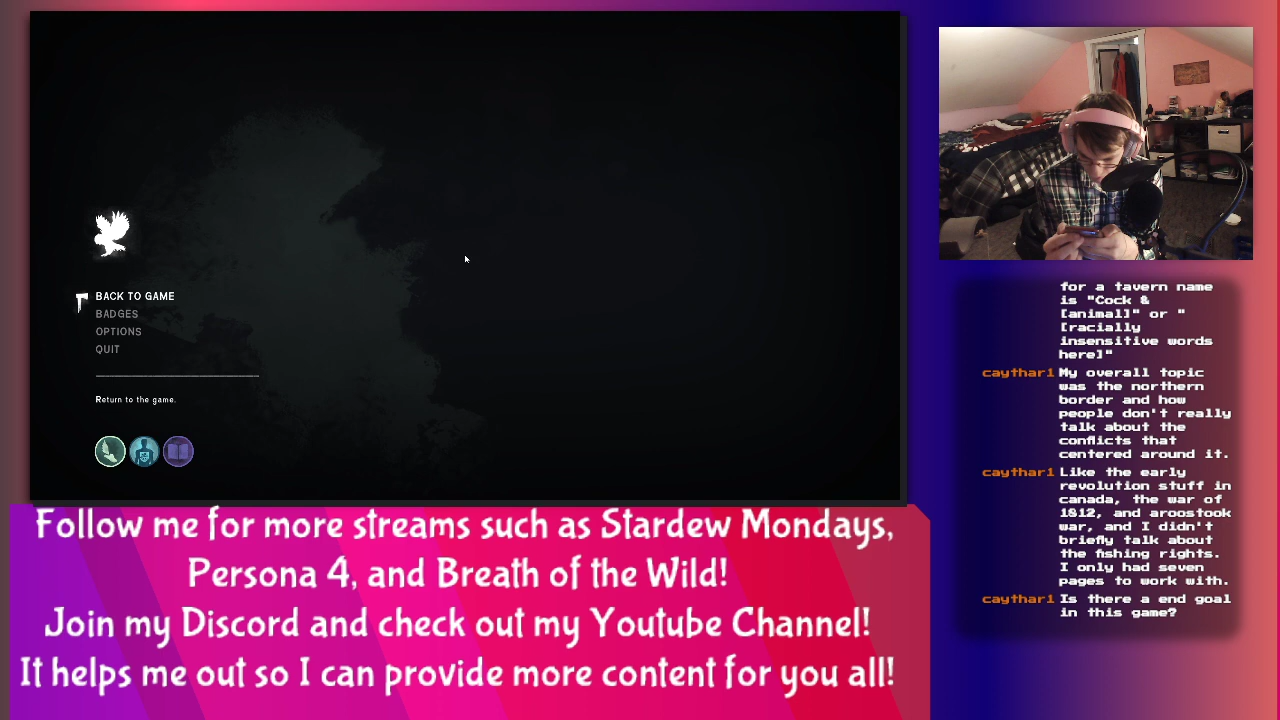 BACK TO GAME
BADGES
OPTIONS
QUIT
Return to the game.
Follow me for more streams such as Stardew Mondays,
Persona 4, and Breath of the Wild!
Join my Discord and check out my Youtube Channel!
It helps me out so I can provide more content for you all!
for a tavern name
is "Cock &
[animal]" or "
[racially
insensitive words
here]"
caythar1 My overall topic
was the northern
border and how
people don't really
talk about the
conflicts that
centered around it.
caythar1 Like the early
revolution stuff in
canada, the war of
1812, and aroostook
war, and I didn't
briefly talk about
the fishing rights.
I only had seven
pages to work with.
caythar1 Is there a end goal
in this game?